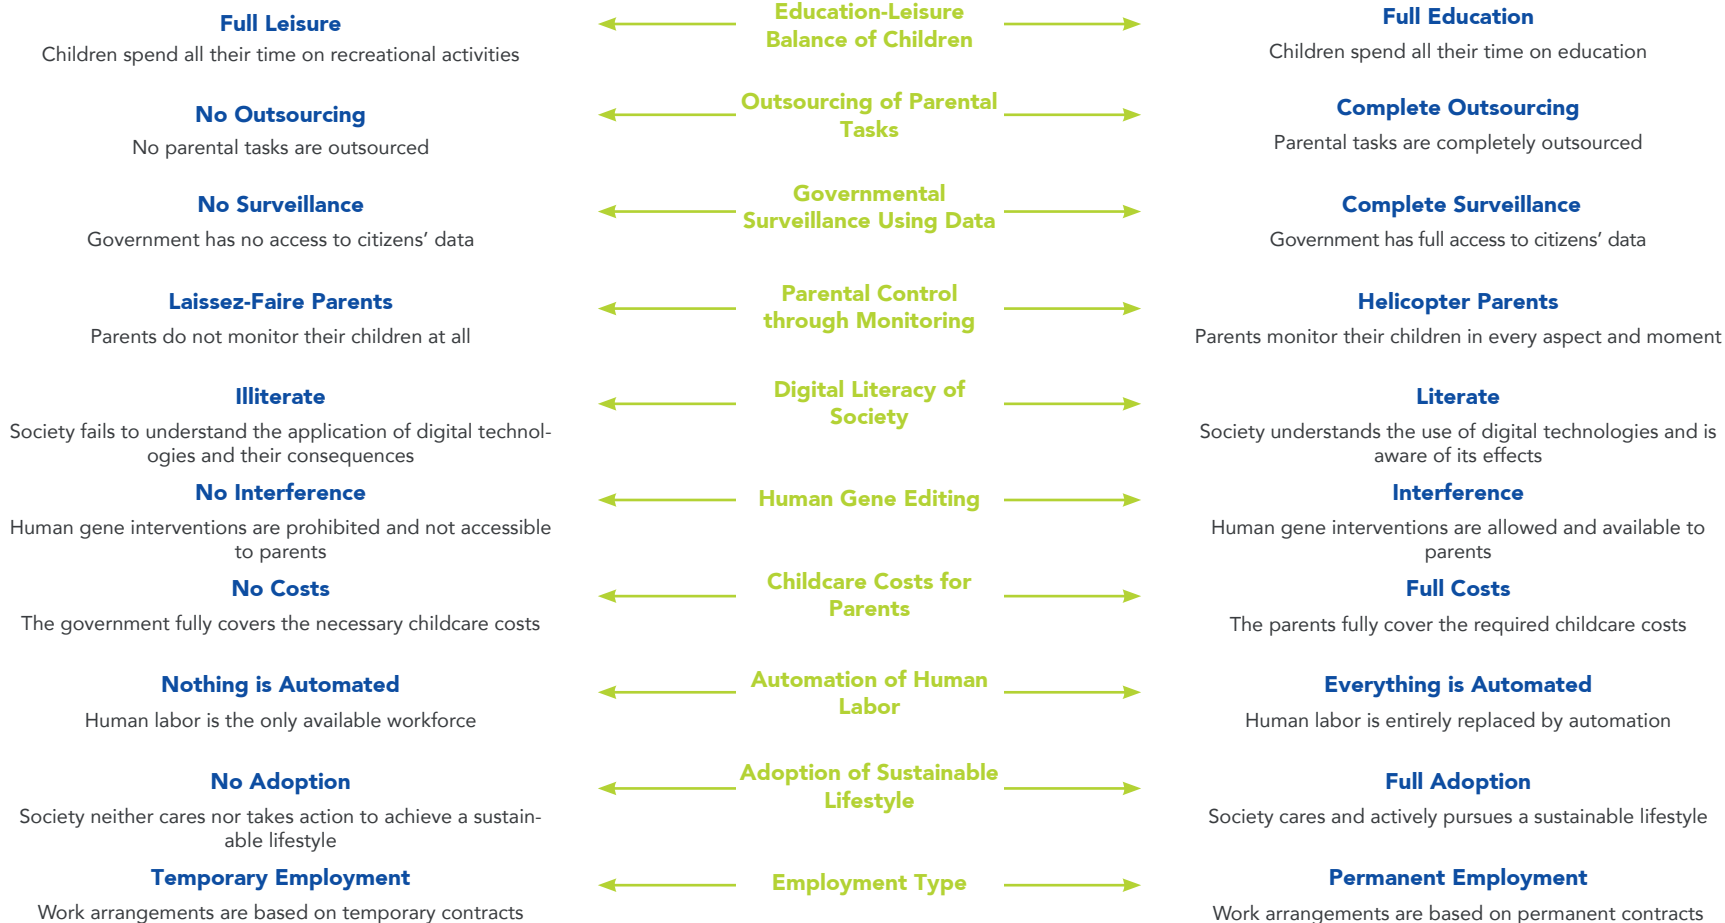 Full Leisure
Children spend all their time on recreational activities
Education-Leisure
Balance of Children
Full Education
Children spend all their time on education
No Outsourcing
No parental tasks are outsourced
Outsourcing of Parental
Tasks
Complete Outsourcing
Parental tasks are completely outsourced
No Surveillance
Government has no access to citizens’ data
Governmental
Surveillance Using Data
Complete Surveillance
Government has full access to citizens’ data
Laissez-Faire Parents
Parents do not monitor their children at all
Parental Control
through Monitoring
Helicopter Parents
Parents monitor their children in every aspect and moment
Illiterate
Society fails to understand the application of digital technol-
ogies and their consequences
Digital Literacy of
Society
Literate
Society understands the use of digital technologies and is
aware of its effects
No Interference
Human gene interventions are prohibited and not accessible
to parents
Human Gene Editing
Interference
Human gene interventions are allowed and available to
parents
No Costs
The government fully covers the necessary childcare costs
Childcare Costs for
Parents
Full Costs
The parents fully cover the required childcare costs
Nothing is Automated
Human labor is the only available workforce
Automation of Human
Labor
Everything is Automated
Human labor is entirely replaced by automation
No Adoption
Society neither cares nor takes action to achieve a sustain-
able lifestyle
Adoption of Sustainable
Lifestyle
Full Adoption
Society cares and actively pursues a sustainable lifestyle
Temporary Employment
Work arrangements are based on temporary contracts
Employment Type
Permanent Employment
Work arrangements are based on permanent contracts